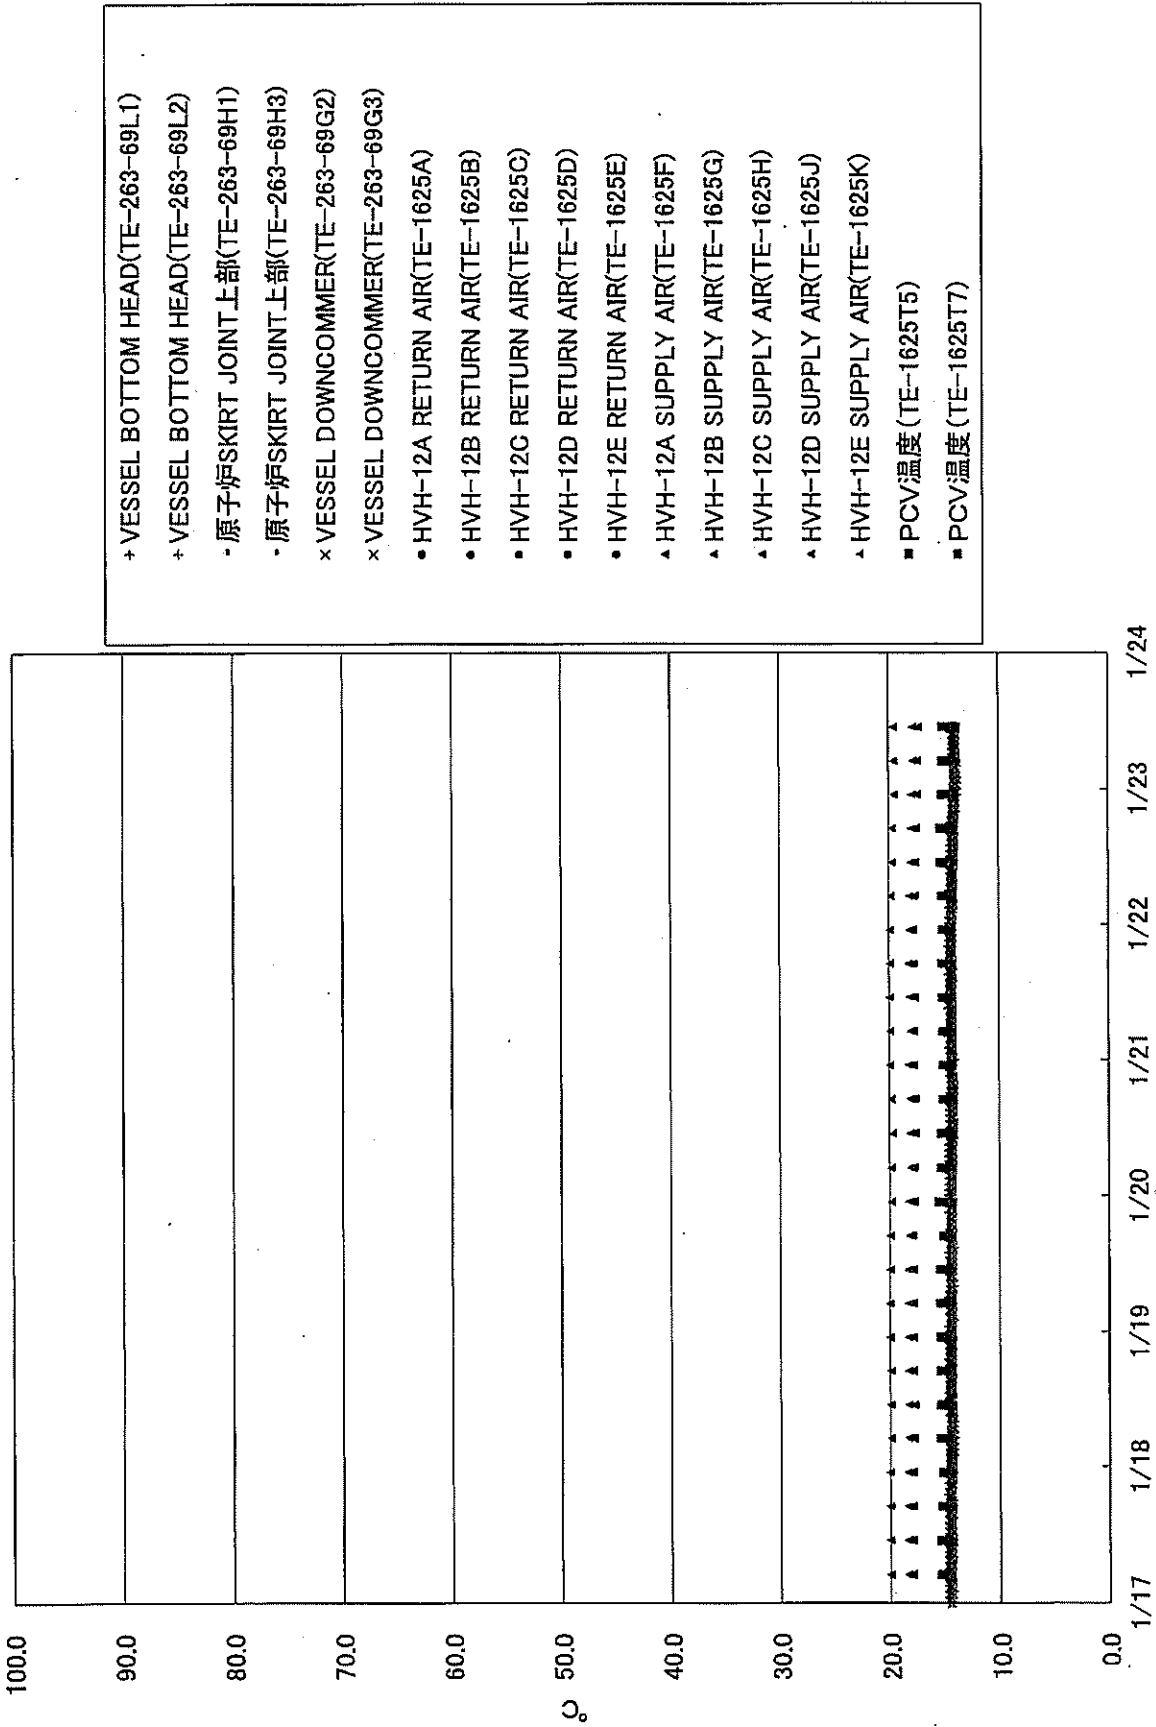 100.0
90.0
80.0
70.0
60.0
50.0
40.0
30.0
20.0
10.0
0.0
℃
1/17
1/18
1/19
1/20
1/21
1/22
1/23
1/24
+ VESSEL BOTTOM HEAD(TE-263-69L1)
+ VESSEL BOTTOM HEAD(TE-263-69L2)
- 原子炉SKIRT JOINT上部(TE-263-69H1)
- 原子炉SKIRT JOINT上部(TE-263-69H3)
× VESSEL DOWNCOMMER(TE-263-69G2)
× VESSEL DOWNCOMMER(TE-263-69G3)
● HVH-12A RETURN AIR(TE-1625A)
● HVH-12B RETURN AIR(TE-1625B)
● HVH-12C RETURN AIR(TE-1625C)
● HVH-12D RETURN AIR(TE-1625D)
● HVH-12E RETURN AIR(TE-1625E)
▲ HVH-12A SUPPLY AIR(TE-1625F)
▲ HVH-12B SUPPLY AIR(TE-1625G)
▲ HVH-12C SUPPLY AIR(TE-1625H)
▲ HVH-12D SUPPLY AIR(TE-1625J)
▲ HVH-12E SUPPLY AIR(TE-1625K)
■ PCV温度(TE-1625T5)
■ PCV温度(TE-1625T7)